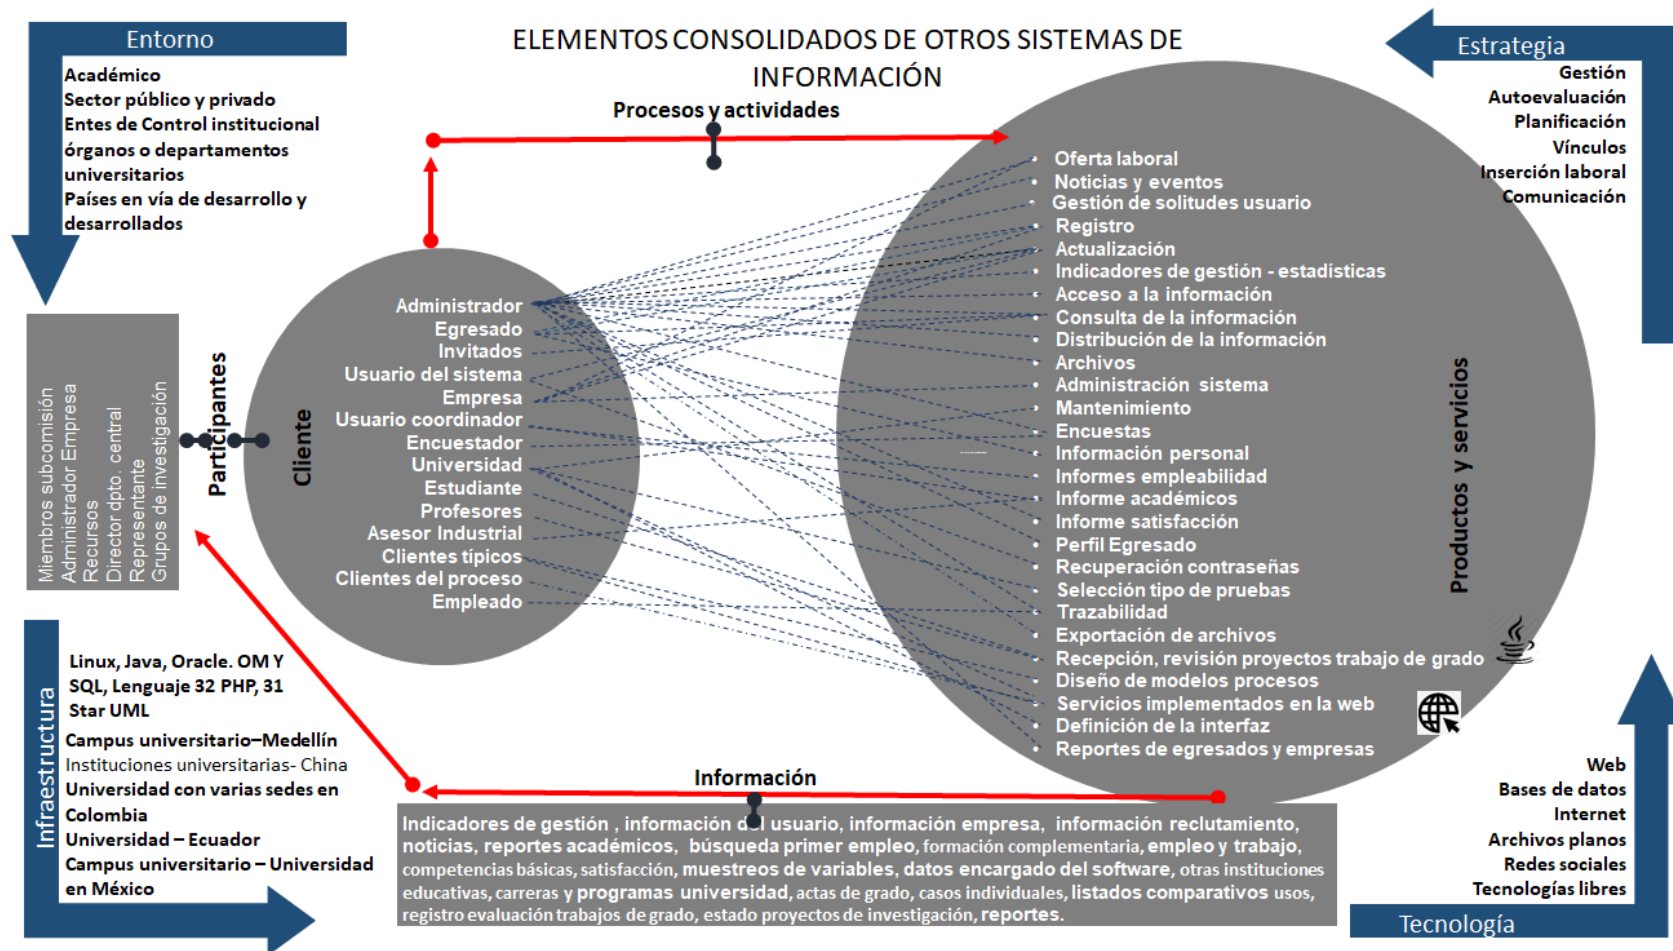 ELEMENTOS CONSOLIDADOS DE OTROS SISTEMAS DE
INFORMACIÓN
Entorno
Académico
Sector público y privado
Entes de Control institucional
órganos o departamentos
universitarios
Países en vía de desarrollo y
desarrollados
Procesos y actividades
Estrategia
Gestión
Autoevaluación
Planificación
Vínculos
Inserción laboral
Comunicación
Miembros subcomisión
Administrador Empresa
Recursos
Director dpto. central
Representante
Grupos de investigación
Participantes
Cliente
Administrador
Egresado
Invitados
Usuario del sistema
Empresa
Usuario coordinador
Encuestador
Universidad
Estudiante
Profesores
Asesor Industrial
Clientes típicos
Clientes del proceso
Empleado
• Oferta laboral
• Noticias y eventos
• Gestión de solitudes usuario
• Registro
• Actualización
• Indicadores de gestión - estadísticas
• Acceso a la información
• Consulta de la información
• Distribución de la información
• Archivos
• Administración sistema
• Mantenimiento
• Encuestas
• Información personal
• Informes empleabilidad
• Informe académicos
• Informe satisfacción
• Perfil Egresado
• Recuperación contraseñas
• Selección tipo de pruebas
• Trazabilidad
• Exportación de archivos
• Recepción, revisión proyectos trabajo de grado
• Diseño de modelos procesos
• Servicios implementados en la web
• Definición de la interfaz
• Reportes de egresados y empresas
Productos y servicios
Infraestructura
Linux, Java, Oracle. OM Y
SQL, Lenguaje 32 PHP, 31
Star UML
Campus universitario–Medellín
Instituciones universitarias- China
Universidad con varias sedes en
Colombia
Universidad – Ecuador
Campus universitario – Universidad
en México
Información
Indicadores de gestión , información del usuario, información empresa, información reclutamiento,
noticias, reportes académicos, búsqueda primer empleo, formación complementaria, empleo y trabajo,
competencias básicas, satisfacción, muestreos de variables, datos encargado del software, otras instituciones
educativas, carreras y programas universidad, actas de grado, casos individuales, listados comparativos usos,
registro evaluación trabajos de grado, estado proyectos de investigación, reportes.
Web
Bases de datos
Internet
Archivos planos
Redes sociales
Tecnologías libres
Tecnología